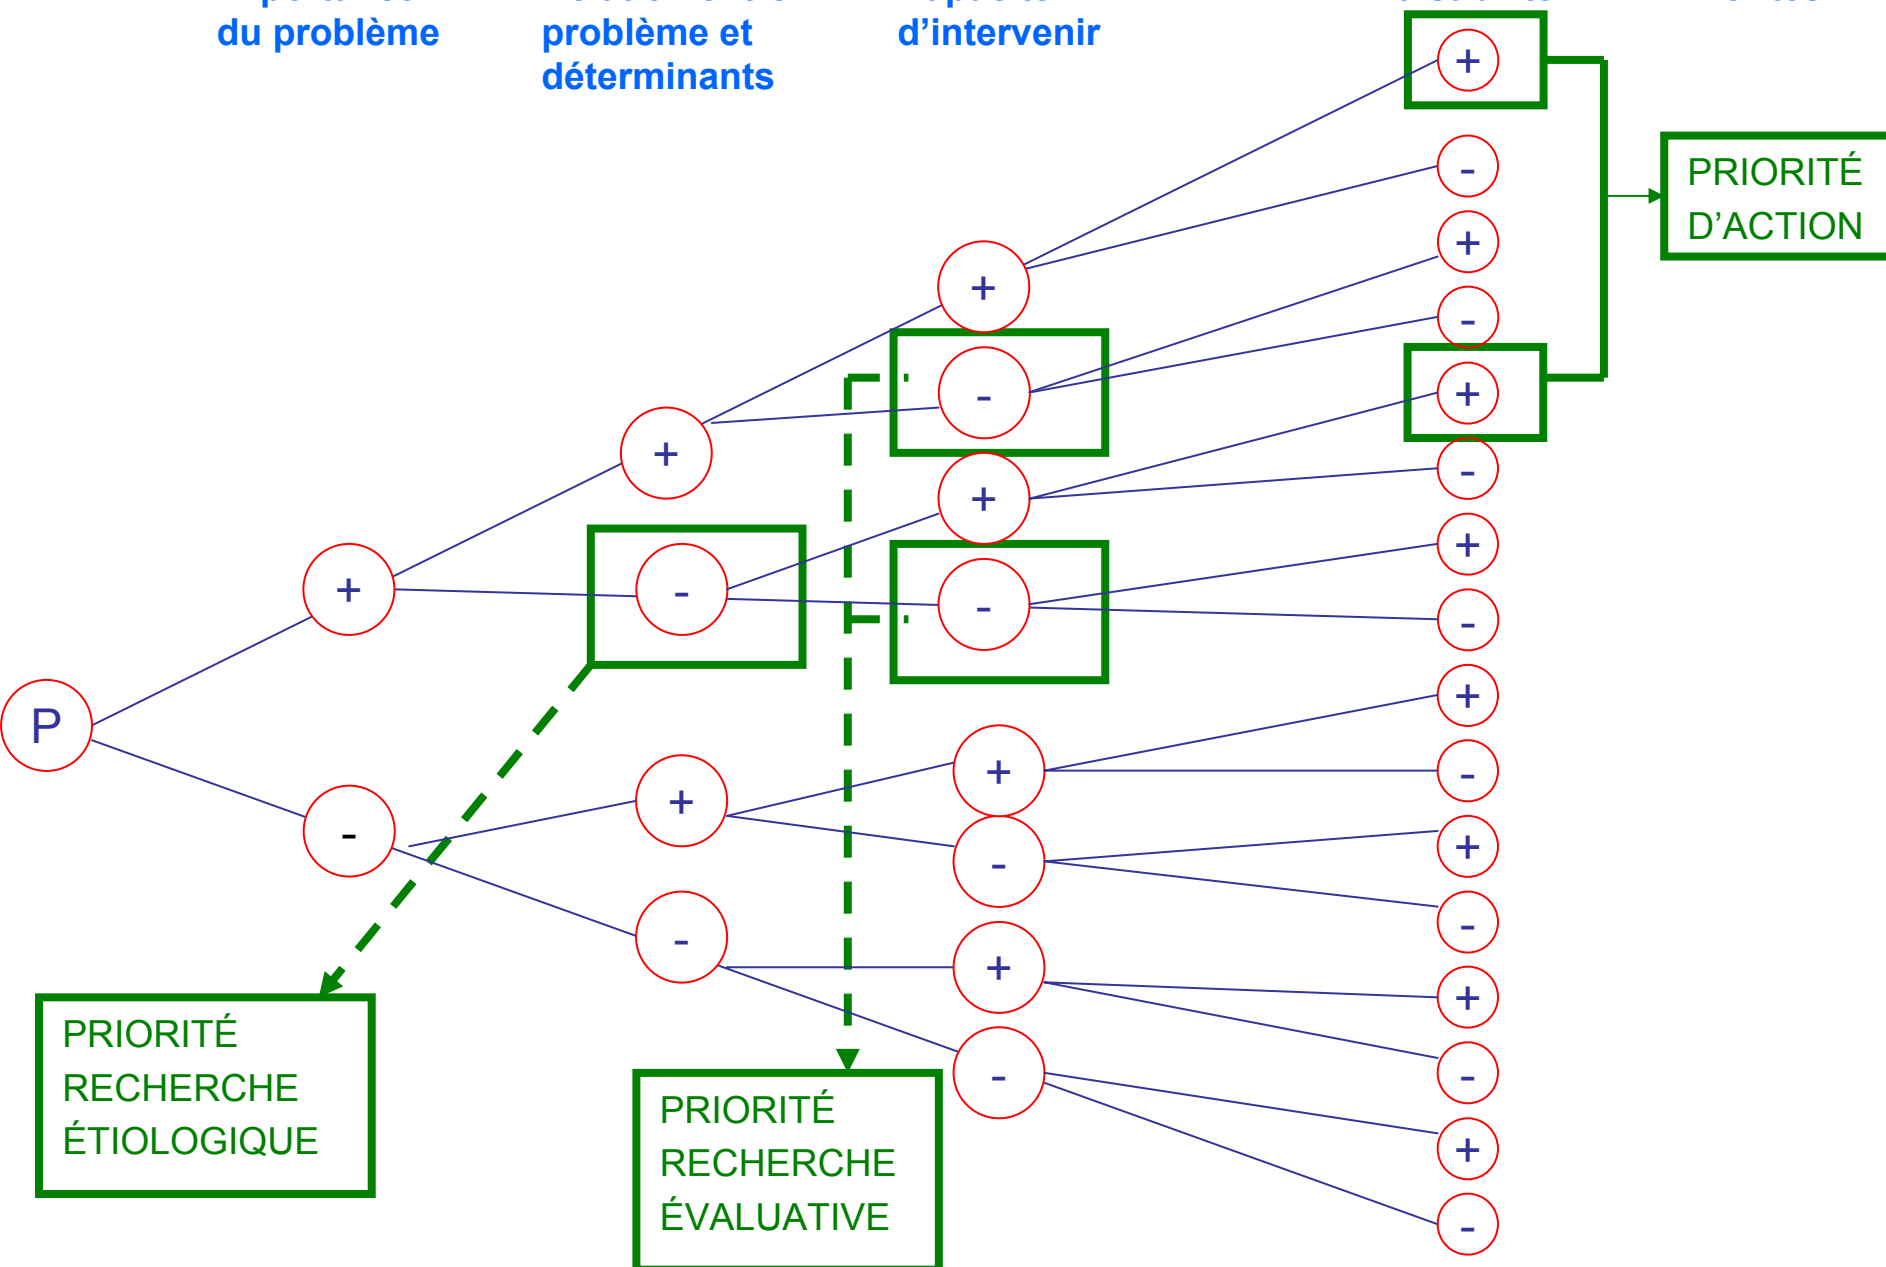 du problème
problème et
déterminants
d'intervenir
+
-
+
-
+
-
+
-
+
-
+
-
+
-
+
-
+
-
+
-
+
-
+
-
+
-
+
-
+
-
P
PRIORITÉ
D'ACTION
PRIORITÉ
RECHERCHE
ÉTIOLOGIQUE
PRIORITÉ
RECHERCHE
ÉVALUATIVE